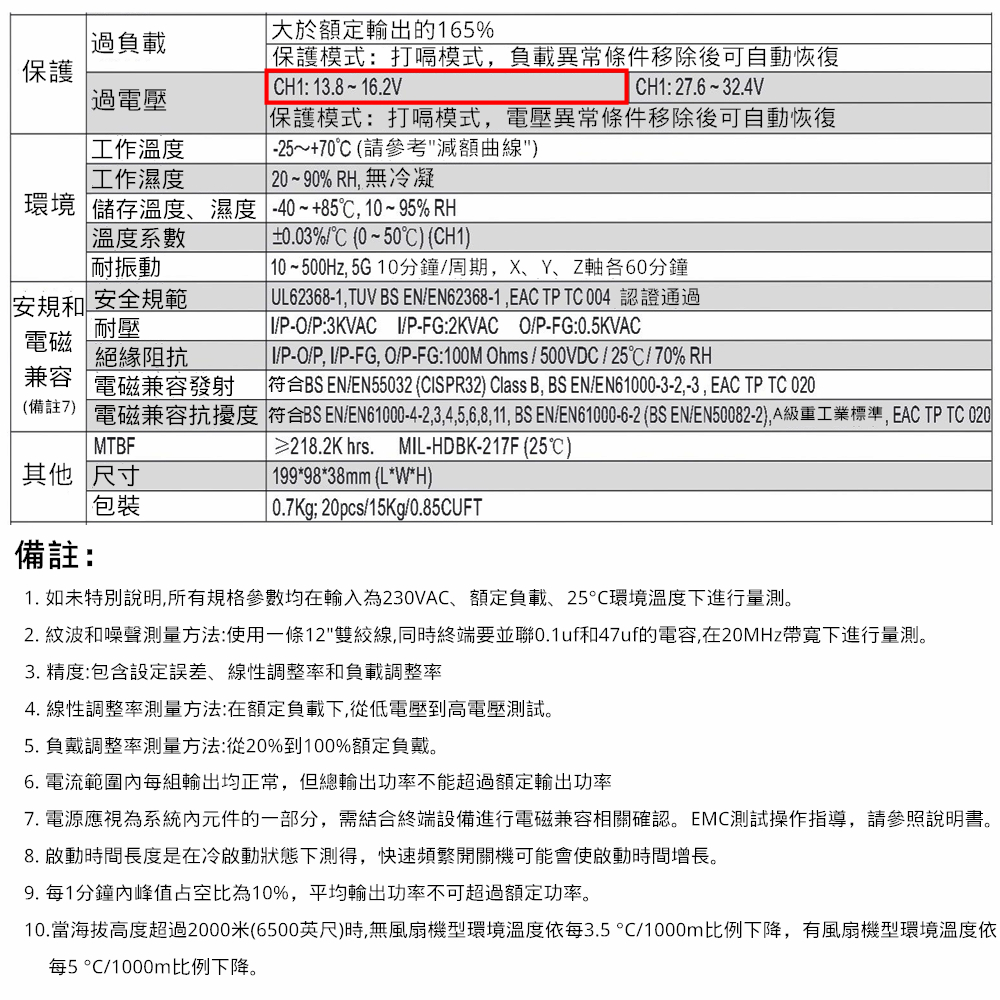 保護
過負載
大於額定輸出的165%
保護模式：打嗝模式，負載異常條件移除後可自動恢復
過電壓
CH1: 13.8 ~ 16.2V
CH1: 27.6 ~ 32.4V
保護模式：打嗝模式，電壓異常條件移除後可自動恢復
環境
工作溫度
-25～+70℃ (請參考"減額曲線")
工作濕度
20 ~ 90% RH, 無冷凝
儲存溫度、濕度
-40 ~ +85℃, 10 ~ 95% RH
溫度系數
±0.03%/℃ (0 ~ 50℃) (CH1)
耐振動
10 ~ 500Hz, 5G 10分鐘/周期，X、Y、Z軸各60分鐘
安規和
電磁
兼容
(備註7)
安全規範
UL62368-1,TUV BS EN/EN62368-1 ,EAC TP TC 004 認證通過
耐壓
I/P-O/P:3KVAC I/P-FG:2KVAC O/P-FG:0.5KVAC
絕緣阻抗
I/P-O/P, I/P-FG, O/P-FG:100M Ohms / 500VDC / 25℃/ 70% RH
電磁兼容發射
符合BS EN/EN55032 (CISPR32) Class B, BS EN/EN61000-3-2,-3 , EAC TP TC 020
電磁兼容抗擾度
符合BS EN/EN61000-4-2,3,4,5,6,8,11, BS EN/EN61000-6-2 (BS EN/EN50082-2),A級重工業標準, EAC TP TC 020
其他
MTBF
≥218.2K hrs. MIL-HDBK-217F (25℃)
尺寸
199*98*38mm (L*W*H)
包裝
0.7Kg; 20pcs/15Kg/0.85CUFT
備註：
1. 如未特別說明,所有規格參數均在輸入為230VAC、額定負載、25°C環境溫度下進行量測。
2. 紋波和噪聲測量方法:使用一條12"雙絞線,同時終端要並聯0.1uf和47uf的電容,在20MHz帶寬下進行量測。
3. 精度:包含設定誤差、線性調整率和負載調整率
4. 線性調整率測量方法:在額定負載下,從低電壓到高電壓測試。
5. 負戴調整率測量方法:從20%到100%額定負戴。
6. 電流範圍內每組輸出均正常，但總輸出功率不能超過額定輸出功率
7. 電源應視為系統內元件的一部分，需結合終端設備進行電磁兼容相關確認。EMC測試操作指導，請參照說明書。
8. 啟動時間長度是在冷啟動狀態下測得，快速頻繁開關機可能會使啟動時間增長。
9. 每1分鐘內峰值占空比為10%，平均輸出功率不可超過額定功率。
10.當海拔高度超過2000米(6500英尺)時,無風扇機型環境溫度依每3.5 °C/1000m比例下降，有風扇機型環境溫度依
每5 °C/1000m比例下降。